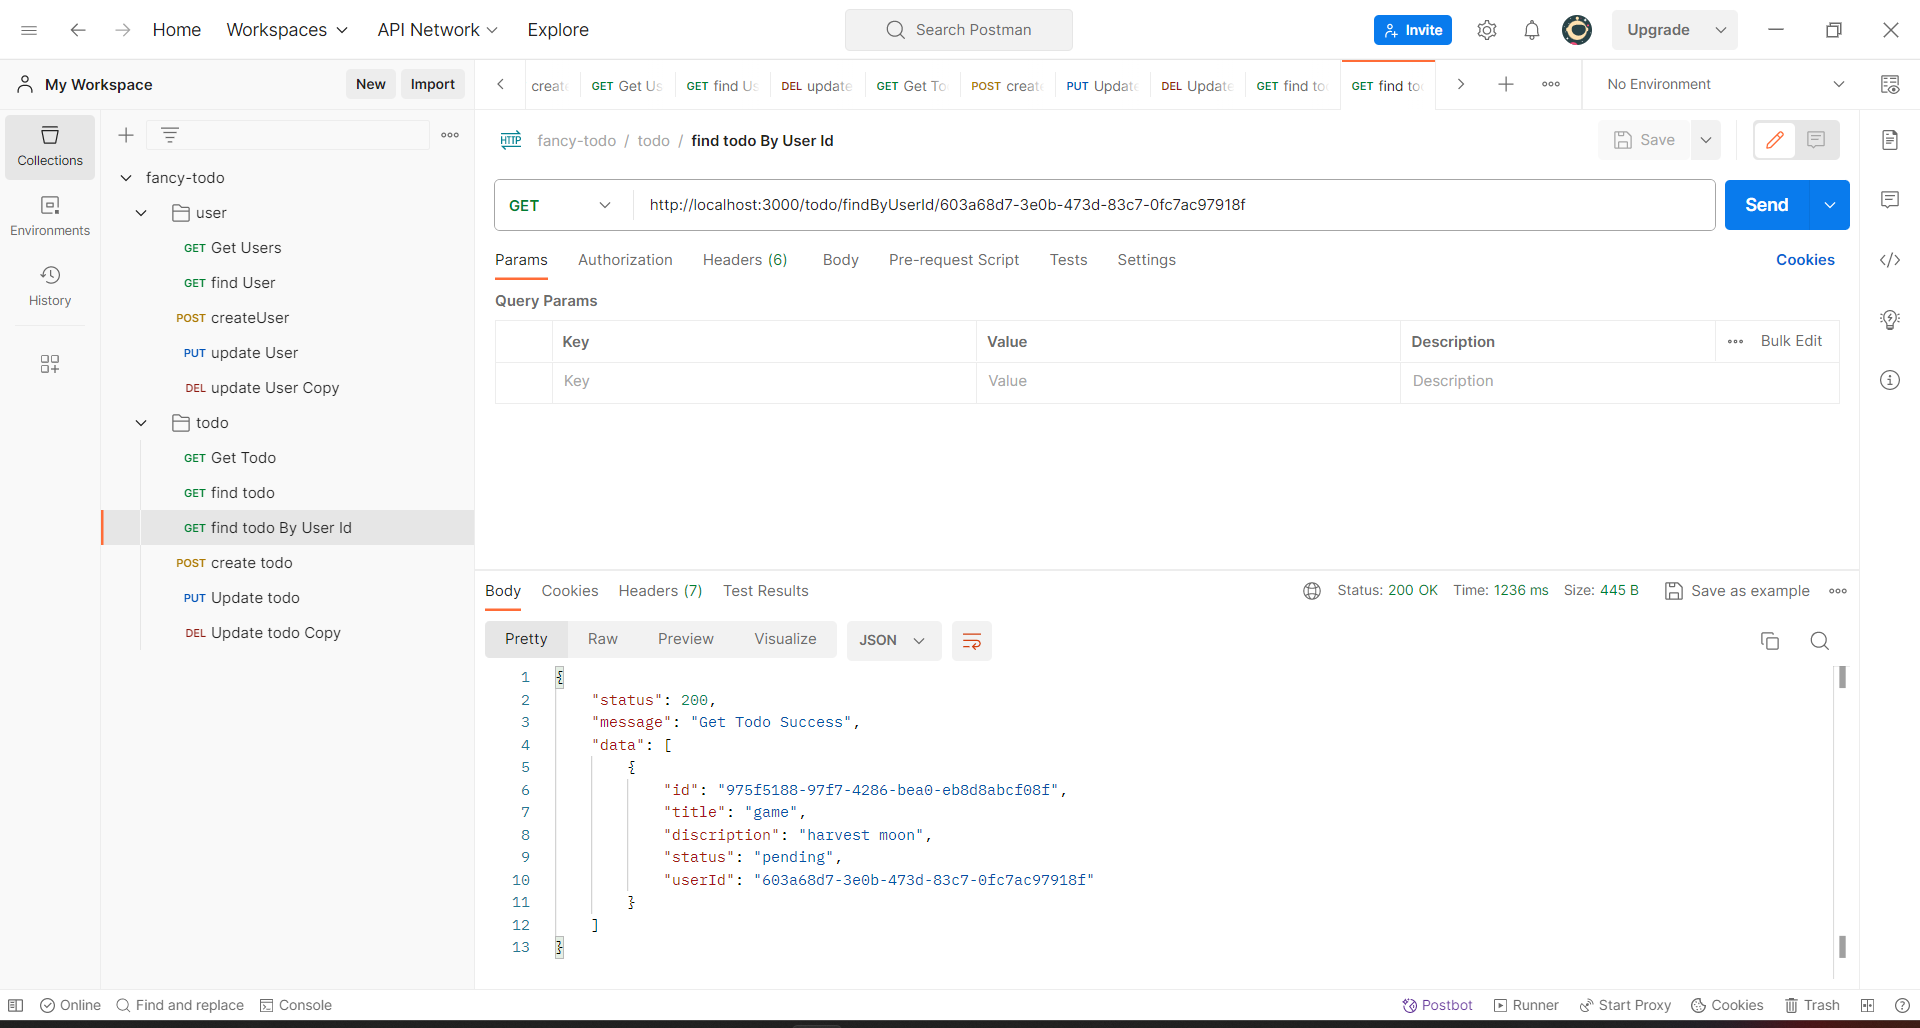 Home Workspaces API Network Explore Search Postman Invite Upgrade
My Workspace New Import
creat GET Get Us GET find Us DEL update GET Get To POST creat PUT Updat DEL Update GET find to GET find to No Environment
Collections
Environments
History
fancy-todo
user
GET Get Users
GET find User
POST createUser
PUT update User
DEL update User Copy
todo
GET Get Todo
GET find todo
GET find todo By User Id
POST create todo
PUT Update todo
DEL Update todo Copy
HTTP fancy-todo / todo / find todo By User Id Save
GET http://localhost:3000/todo/findByUserId/603a68d7-3e0b-473d-83c7-0fc7ac97918f Send
Params Authorization Headers (6) Body Pre-request Script Tests Settings Cookies
Query Params
Key Value Description Bulk Edit
Key Value Description
Body Cookies Headers (7) Test Results Status: 200 OK Time: 1236 ms Size: 445 B Save as example
Pretty Raw Preview Visualize JSON
1 {
2 "status": 200,
3 "message": "Get Todo Success",
4 "data": [
5 {
6 "id": "975f5188-97f7-4286-bea0-eb8d8abcf08f",
7 "title": "game",
8 "discription": "harvest moon",
9 "status": "pending",
10 "userId": "603a68d7-3e0b-473d-83c7-0fc7ac97918f"
11 }
12 ]
13 }
Online Find and replace Console Postbot Runner Start Proxy Cookies Trash